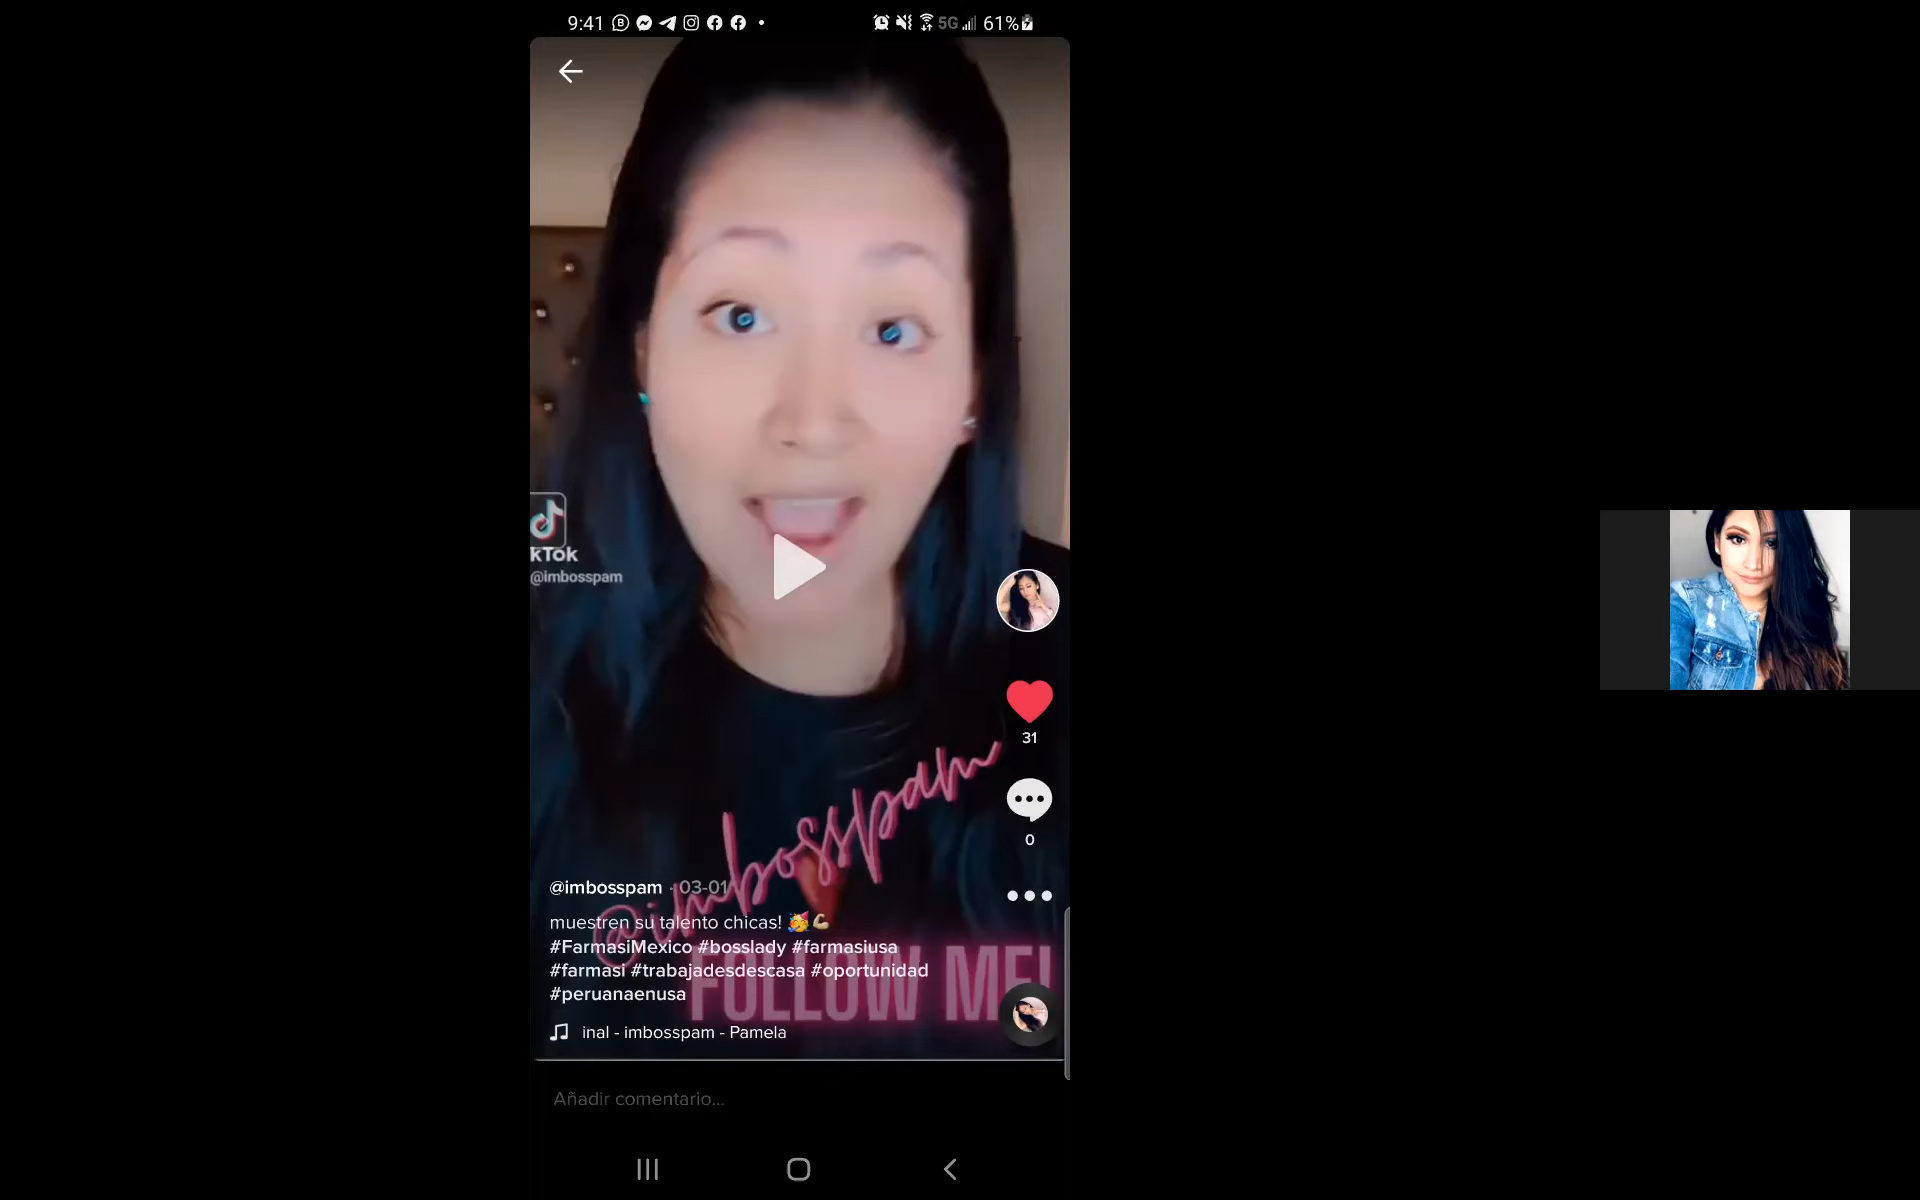 9:41 5G 61%
kTok
@imbosspam
31
0
@imbosspam
@imbosspam · 03-01
muestren su talento chicas! 🥳💪
#FarmasiMexico #bosslady #farmasiusa
#farmasi #trabajadesdescasa #oportunidad
#peruanaenusa
FOLLOW ME!
inal - imbosspam - Pamela
Añadir comentario...